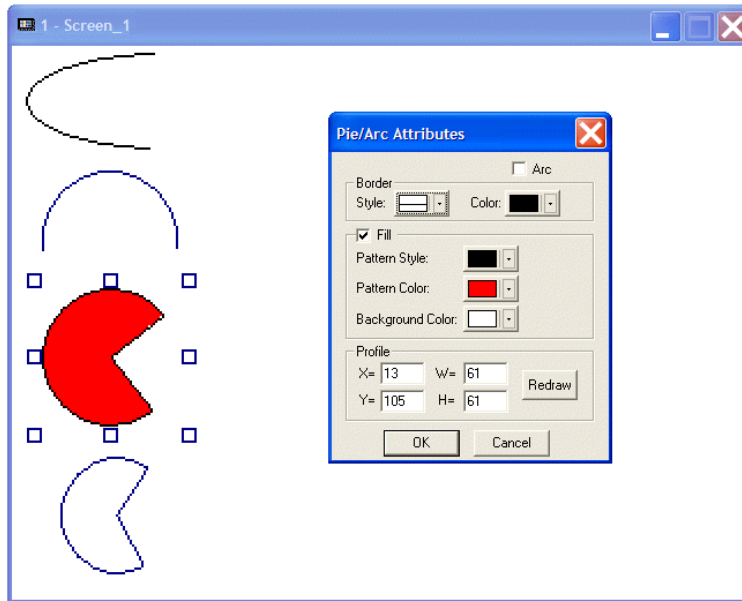 1 - Screen_1
Pie/Arc Attributes
Arc
Border
Style: Color:
Fill
Pattern Style:
Pattern Color:
Background Color:
Profile
X= 13 W= 61
Redraw
Y= 105 H= 61
OK Cancel